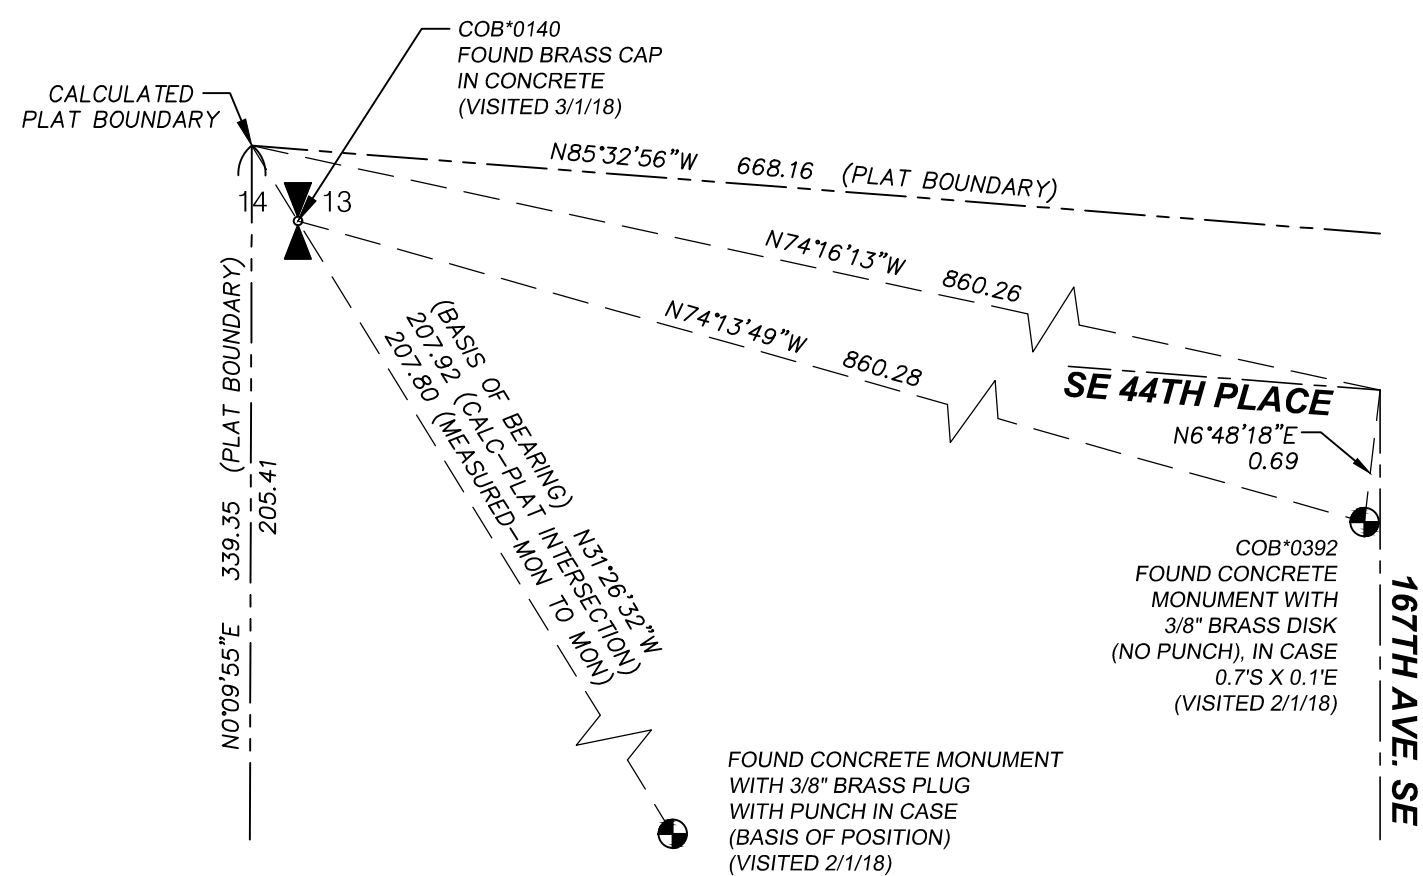 COB*0140
FOUND BRASS CAP
IN CONCRETE
(VISITED 3/1/18)
CALCULATED
PLAT BOUNDARY
N85°32'56"W 668.16 (PLAT BOUNDARY)
14 13
N74°16'13"W 860.26
N74°13'49"W 860.28
SE 44TH PLACE
N6°48'18"E
0.69
N0°09'55"E 339.35 (PLAT BOUNDARY)
205.41
(BASIS OF BEARING) N31°26'32"W
207.92 (CALC-PLAT INTERSECTION)
207.80 (MEASURED-MON TO MON)
COB*0392
FOUND CONCRETE
MONUMENT WITH
3/8" BRASS DISK
(NO PUNCH), IN CASE
0.7'S X 0.1'E
(VISITED 2/1/18)
167TH AVE. SE
FOUND CONCRETE MONUMENT
WITH 3/8" BRASS PLUG
WITH PUNCH IN CASE
(BASIS OF POSITION)
(VISITED 2/1/18)